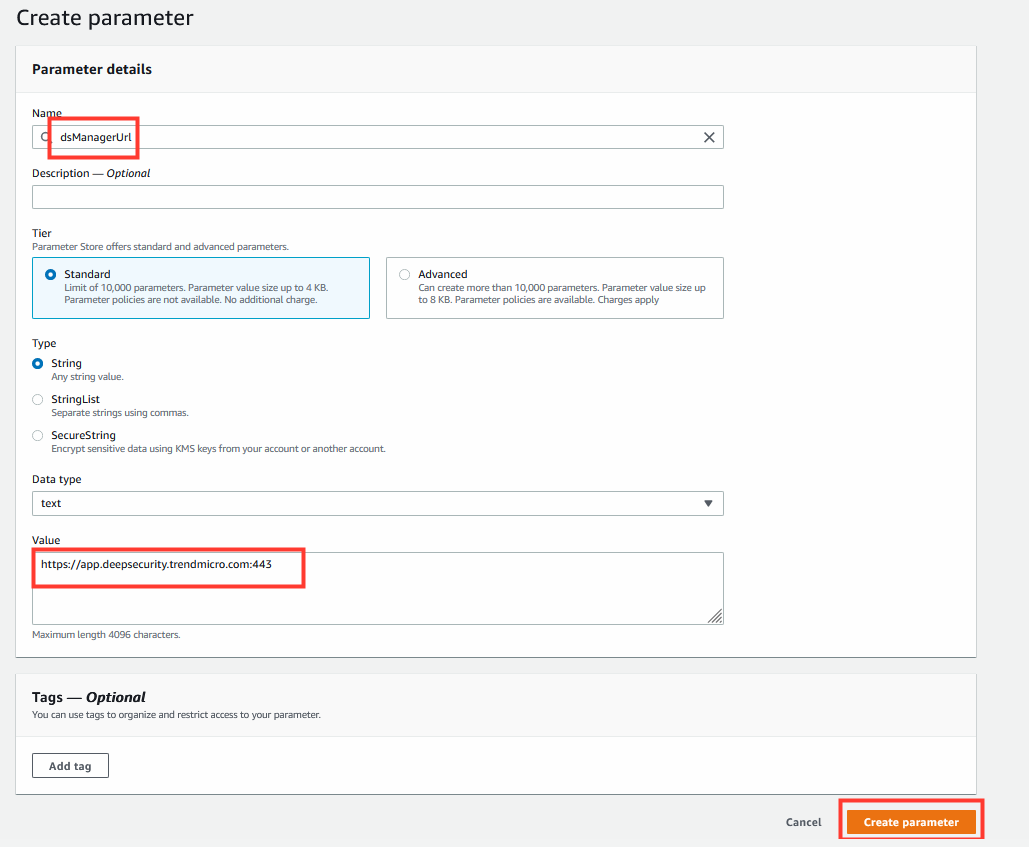 Create parameter
Parameter details
Name
dsManagerUrl
Description — Optional
Tier
Parameter Store offers standard and advanced parameters.
Standard
Limit of 10,000 parameters. Parameter value size up to 4 KB.
Parameter policies are not available. No additional charge.
Advanced
Can create more than 10,000 parameters. Parameter value size up
to 8 KB. Parameter policies are available. Charges apply
Type
String
Any string value.
StringList
Separate strings using commas.
SecureString
Encrypt sensitive data using KMS keys from your account or another account.
Data type
text
Value
https://app.deepsecurity.trendmicro.com:443
Maximum length 4096 characters.
Tags — Optional
You can use tags to organize and restrict access to your parameter.
Add tag
Cancel
Create parameter